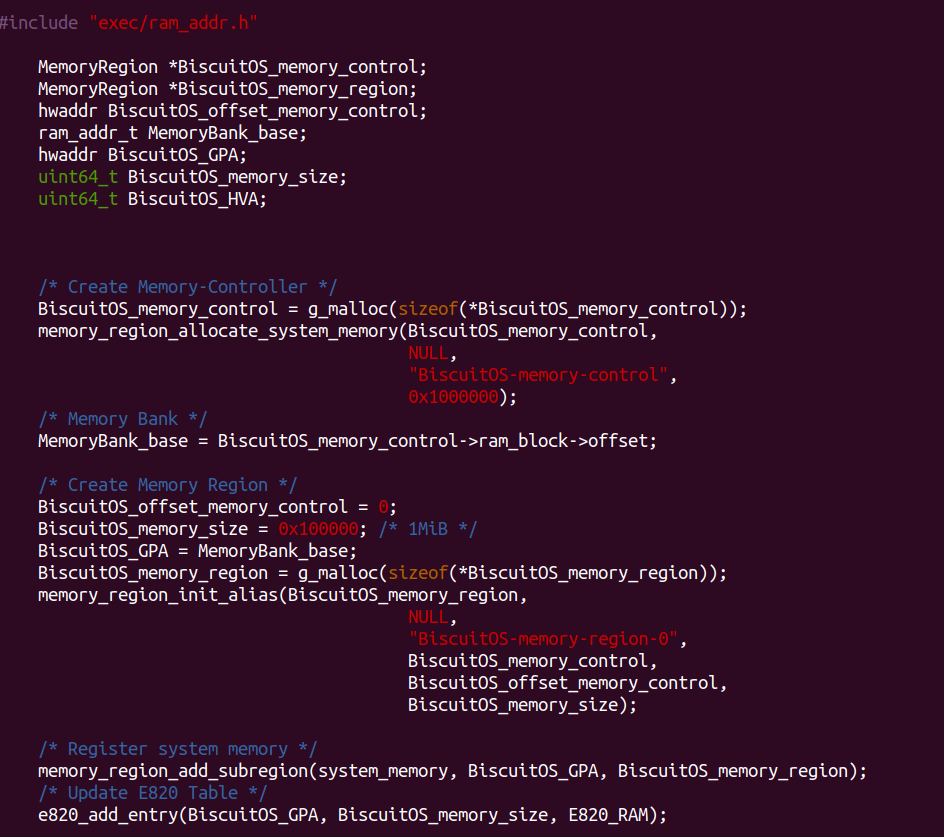 #include "exec/ram_addr.h"
MemoryRegion *BiscuitOS_memory_control;
MemoryRegion *BiscuitOS_memory_region;
hwaddr BiscuitOS_offset_memory_control;
ram_addr_t MemoryBank_base;
hwaddr BiscuitOS_GPA;
uint64_t BiscuitOS_memory_size;
uint64_t BiscuitOS_HVA;
/* Create Memory-Controller */
BiscuitOS_memory_control = g_malloc(sizeof(*BiscuitOS_memory_control));
memory_region_allocate_system_memory(BiscuitOS_memory_control,
NULL,
"BiscuitOS-memory-control",
0x1000000);
/* Memory Bank */
MemoryBank_base = BiscuitOS_memory_control->ram_block->offset;
/* Create Memory Region */
BiscuitOS_offset_memory_control = 0;
BiscuitOS_memory_size = 0x100000; /* 1MiB */
BiscuitOS_GPA = MemoryBank_base;
BiscuitOS_memory_region = g_malloc(sizeof(*BiscuitOS_memory_region));
memory_region_init_alias(BiscuitOS_memory_region,
NULL,
"BiscuitOS-memory-region-0",
BiscuitOS_memory_control,
BiscuitOS_offset_memory_control,
BiscuitOS_memory_size);
/* Register system memory */
memory_region_add_subregion(system_memory, BiscuitOS_GPA, BiscuitOS_memory_region);
/* Update E820 Table */
e820_add_entry(BiscuitOS_GPA, BiscuitOS_memory_size, E820_RAM);